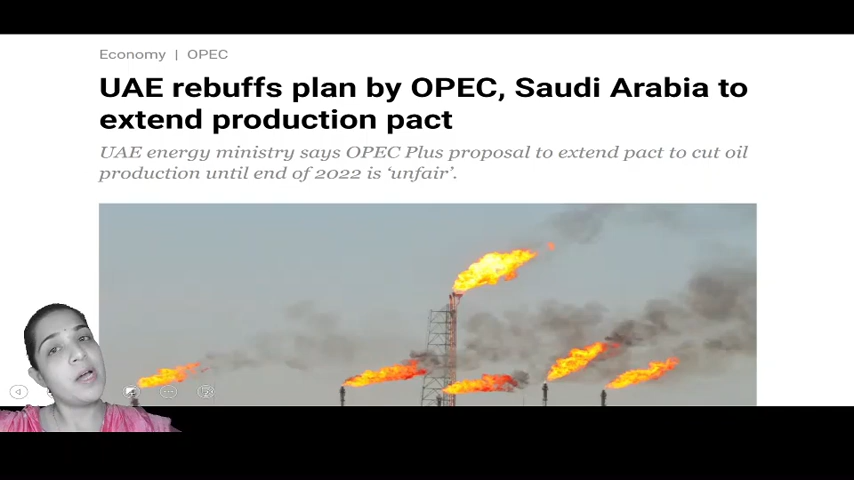 Economy | OPEC
UAE rebuffs plan by OPEC, Saudi Arabia to
extend production pact
UAE energy ministry says OPEC Plus proposal to extend pact to cut oil
production until end of 2022 is ‘unfair’.